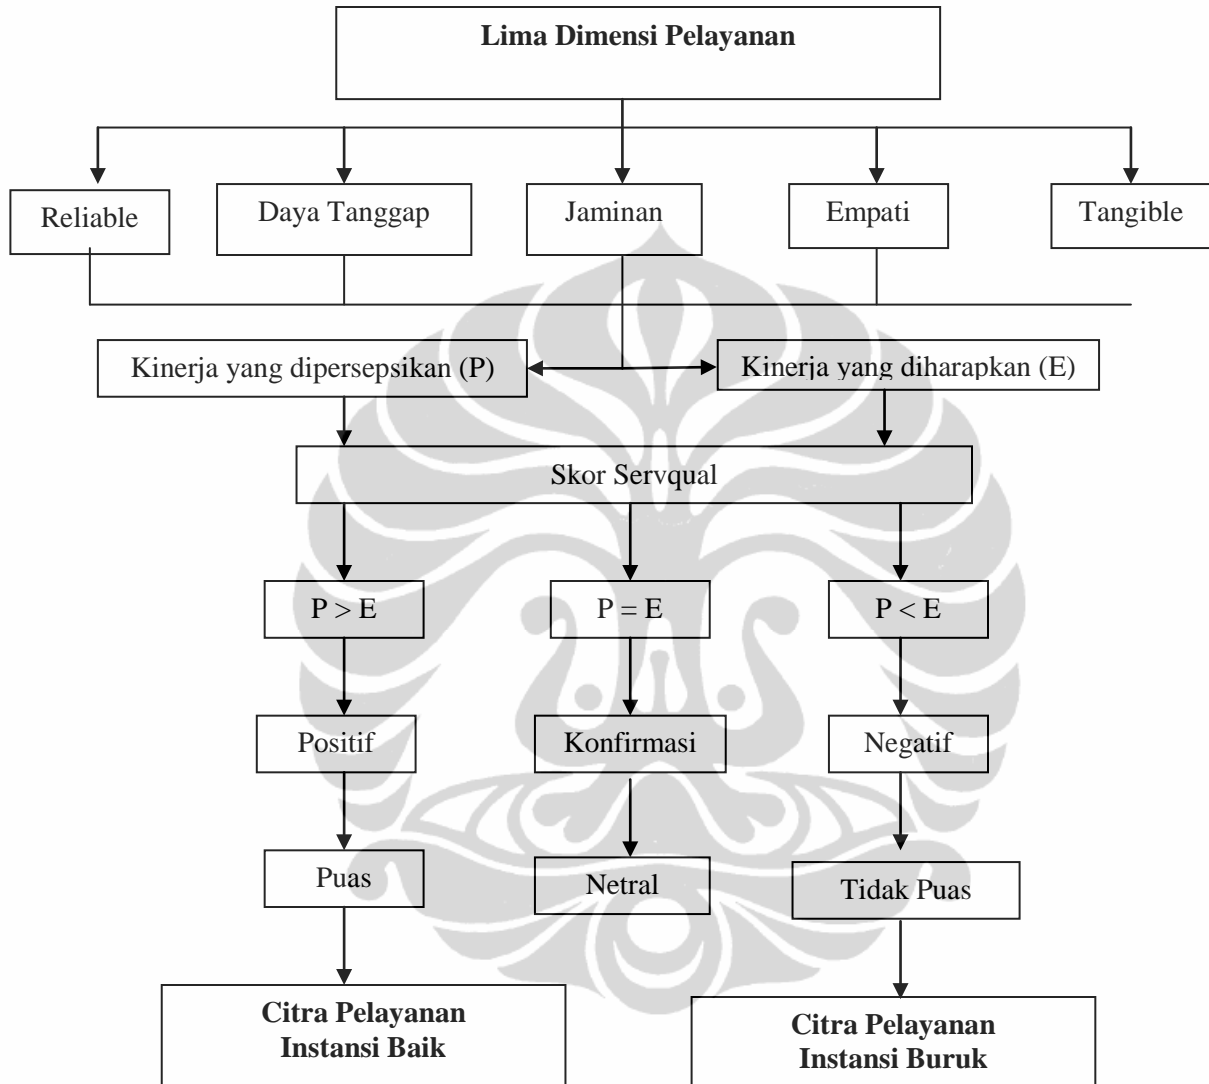 Lima Dimensi Pelayanan
Reliable
Daya Tanggap
Jaminan
Empati
Tangible
Kinerja yang dipersepsikan (P)
Kinerja yang diharapkan (E)
Skor Servqual
P > E
P = E
P < E
Positif
Konfirmasi
Negatif
Puas
Netral
Tidak Puas
Citra Pelayanan
Instansi Baik
Citra Pelayanan
Instansi Buruk